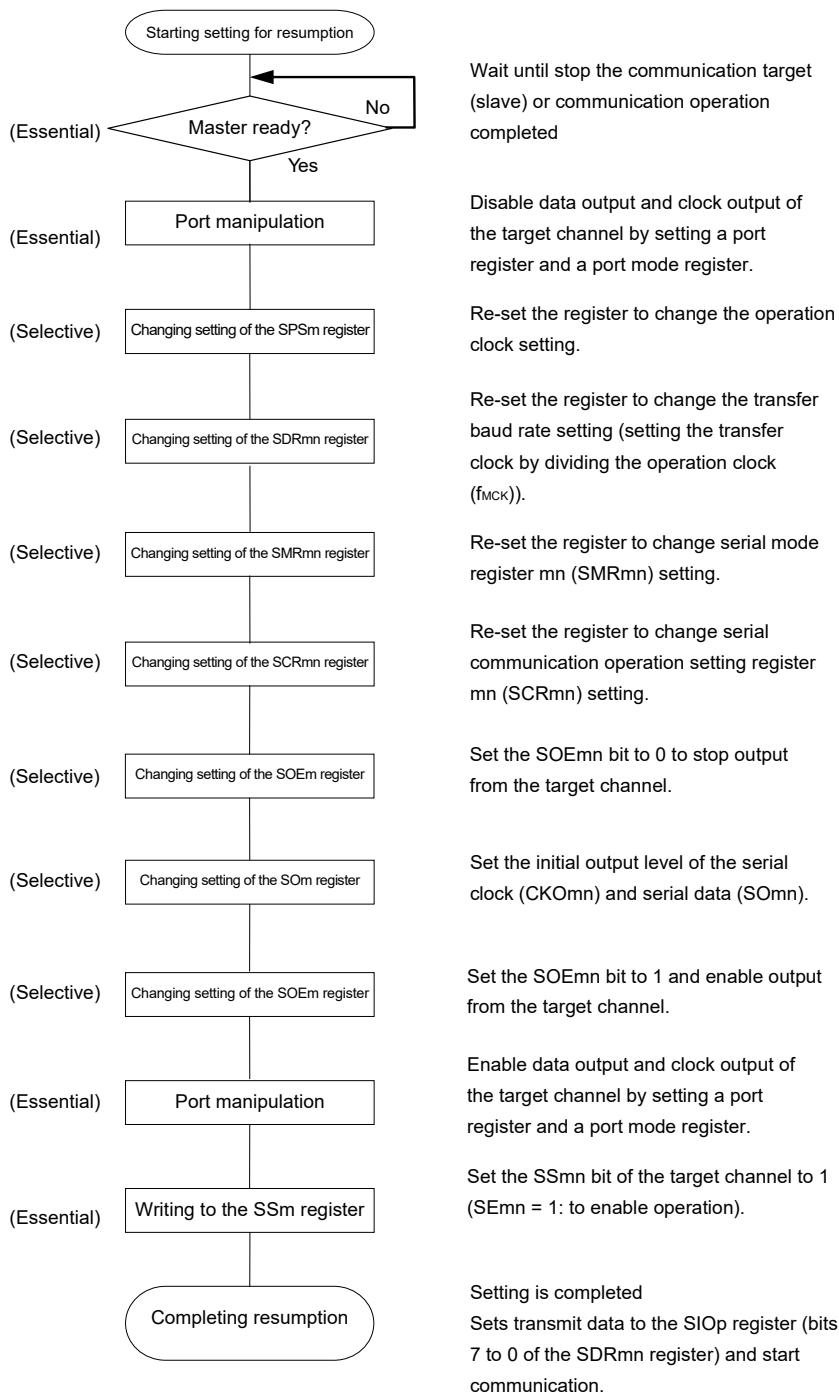 Starting setting for resumption
Wait until stop the communication target
(slave) or communication operation
completed
No
(Essential)
Master ready?
Yes
Disable data output and clock output of
the target channel by setting a port
register and a port mode register.
(Essential)
Port manipulation
Re-set the register to change the operation
clock setting.
(Selective)
Changing setting of the SPSm register
Re-set the register to change the transfer
baud rate setting (setting the transfer
clock by dividing the operation clock
(fMCK)).
(Selective)
Changing setting of the SDRmn register
Re-set the register to change serial mode
register mn (SMRmn) setting.
(Selective)
Changing setting of the SMRmn register
Re-set the register to change serial
communication operation setting register
mn (SCRmn) setting.
(Selective)
Changing setting of the SCRmn register
Set the SOEmn bit to 0 to stop output
from the target channel.
(Selective)
Changing setting of the SOEm register
Set the initial output level of the serial
clock (CKOmn) and serial data (SOmn).
(Selective)
Changing setting of the SOm register
Set the SOEmn bit to 1 and enable output
from the target channel.
(Selective)
Changing setting of the SOEm register
Enable data output and clock output of
the target channel by setting a port
register and a port mode register.
(Essential)
Port manipulation
Set the SSmn bit of the target channel to 1
(SEmn = 1: to enable operation).
(Essential)
Writing to the SSm register
Completing resumption
Setting is completed
Sets transmit data to the SIOp register (bits
7 to 0 of the SDRmn register) and start
communication.